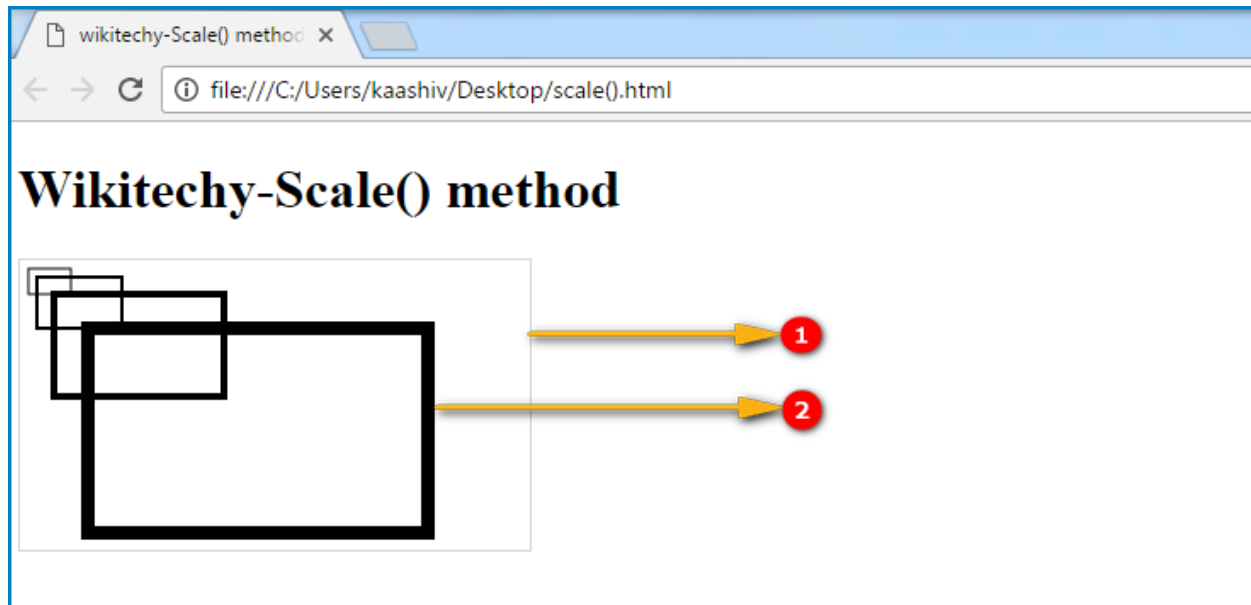 wikitechy-Scale() method
file:///C:/Users/kaashiv/Desktop/scale().html
Wikitechy-Scale() method
1
2